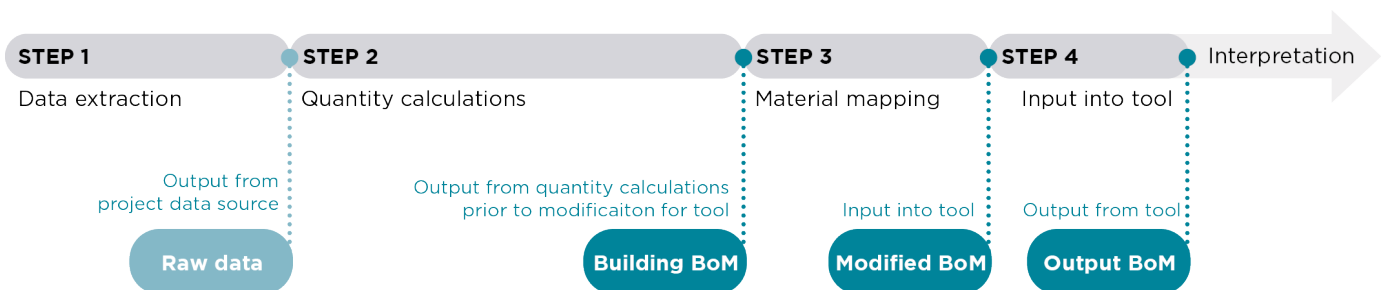 STEP 1
STEP 2
STEP 3
STEP 4
Interpretation
Data extraction
Quantity calculations
Material mapping
Input into tool
Output from
project data source
Output from quantity calculations
prior to modificaiton for tool
Input into tool
Output from tool
Raw data
Building BoM
Modified BoM
Output BoM